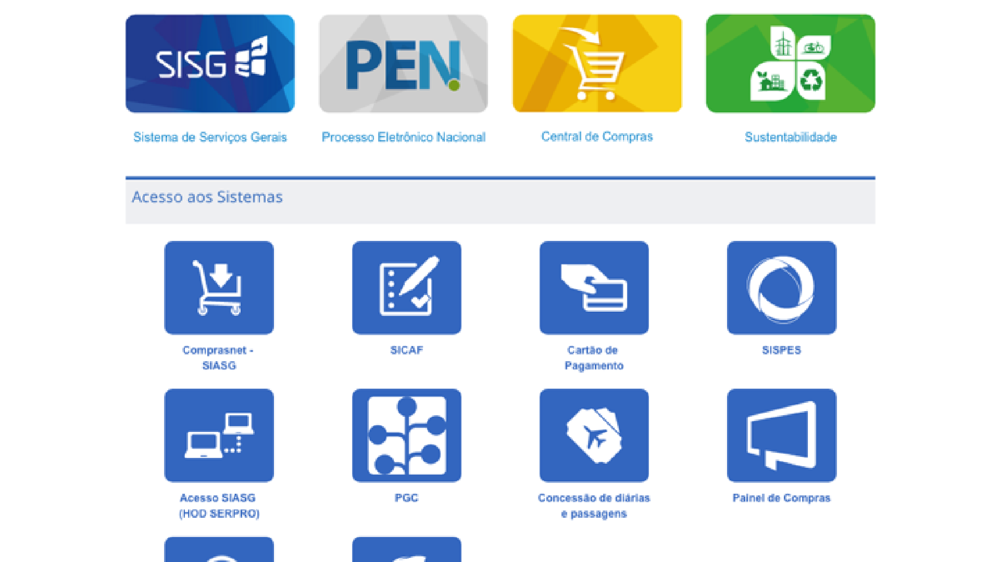 SISG
PEN
Sistema de Serviços Gerais
Processo Eletrônico Nacional
Central de Compras
Sustentabilidade
Acesso aos Sistemas
Comprasnet -
SIASG
SICAF
Cartão de
Pagamento
SISPES
Acesso SIASG
(HOD SERPRO)
PGC
Concessão de diárias
e passagens
Painel de Compras